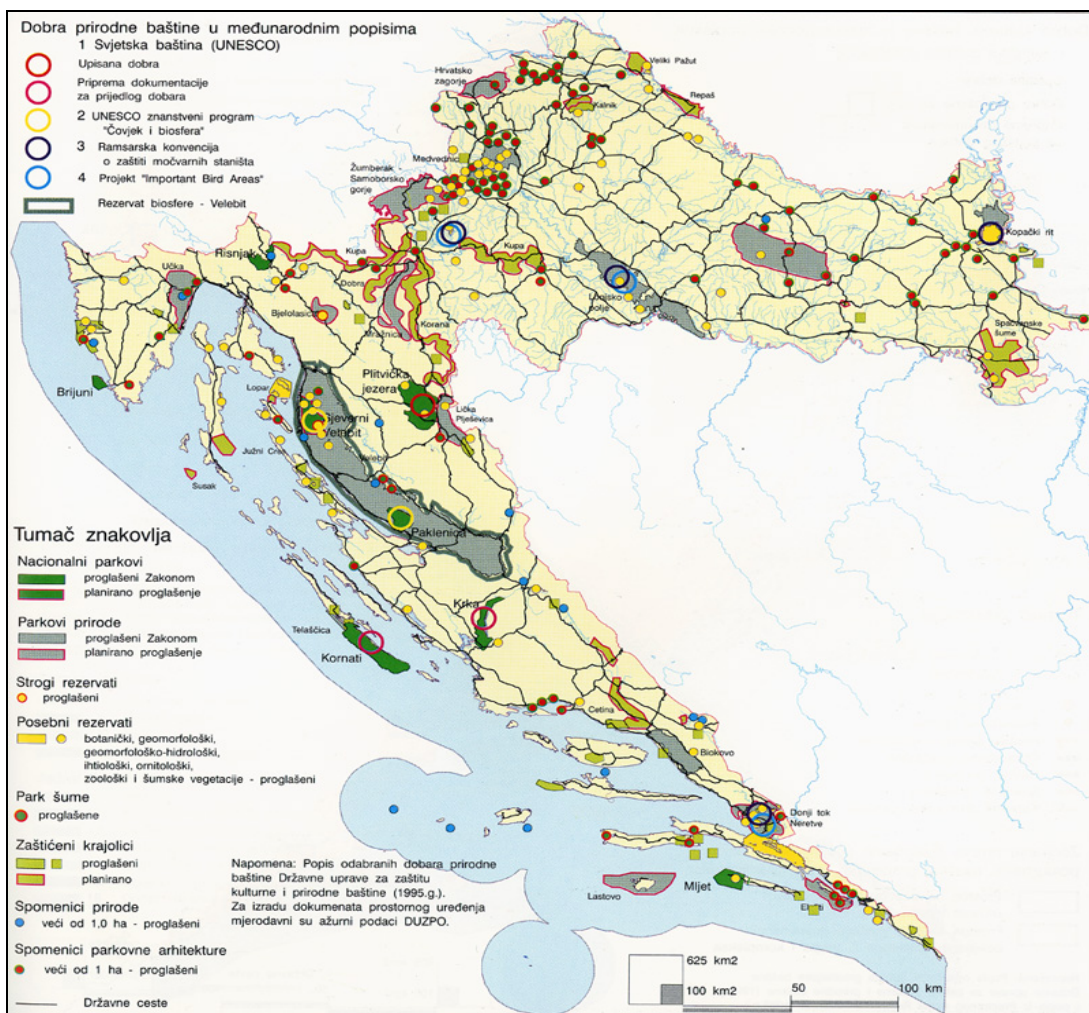 Dobra prirodne baštine u međunarodnim popisima
1 Svjetska baština (UNESCO)
Upisana dobra
Priprema dokumentacije
za prijedlog dobara
2 UNESCO znanstveni program
"Čovjek i biosfera"
3 Ramsarska konvencija
o zaštiti močvarnih staništa
4 Projekt "Important Bird Areas"
Rezervat biosfere - Velebit
Hrvatsko
zagorje
Veliki Pažut
Repaš
Kalnik
Medvednica
Žumberak -
Samoborsko
gorje
Kopački rit
Risnjak
Učka
Kupa
Kupa
Dobra
Lonjsko
polje
Bjelolasica
Mrežnica
Korana
Spačvanske
šume
Plitvička
jezera
Brijuni
Lopar
Lička
Plješevica
Sjeverni
Velebit
Južni Cres
Velebit
Susak
Paklenica
Tumač znakovlja
Nacionalni parkovi
proglašeni Zakonom
planirano proglašenje
Parkovi prirode
proglašeni Zakonom
planirano proglašenje
Strogi rezervati
proglašeni
Posebni rezervati
botanički, geomorfološki,
geomorfološko-hidrološki,
ihtiološki, ornitološki,
zoološki i šumske vegetacije - proglašeni
Park šume
proglašene
Zaštićeni krajolici
proglašeni
planirano
Spomenici prirode
veći od 1,0 ha - proglašeni
Spomenici parkovne arhitekture
veći od 1 ha - proglašeni
Državne ceste
Krka
Telaščica
Kornati
Cetina
Biokovo
Donji tok
Neretve
Napomena: Popis odabranih dobara prirodne
baštine Državne uprave za zaštitu
kulturne i prirodne baštine (1995.g.).
Za izradu dokumenata prostornog uređenja
mjerodavni su ažurni podaci DUZPO.
Lastovo
Mljet
Elafiti
625 km2
100 km2
50
100 km